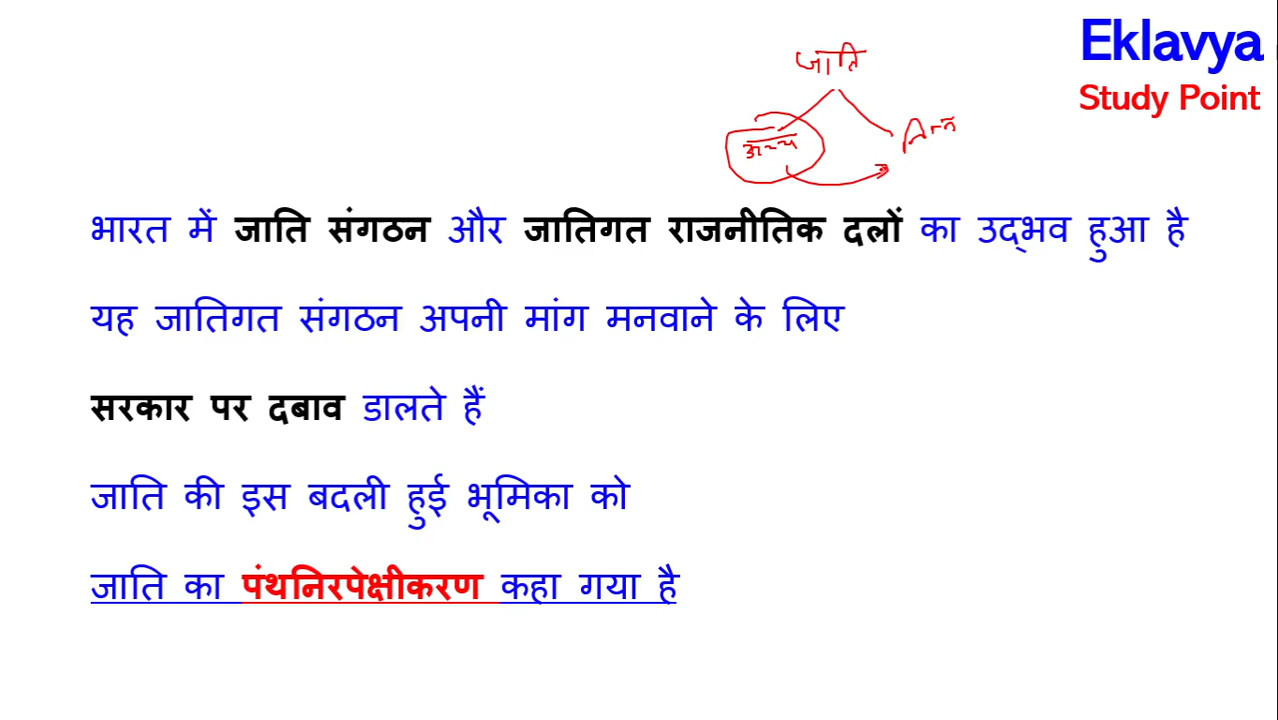 Eklavya
Study Point
जाति
भारत में जाति संगठन और जातिगत राजनीतिक दलों का उद्भव हुआ है
यह जातिगत संगठन अपनी मांग मनवाने के लिए
सरकार पर दबाव डालते हैं
जाति की इस बदली हुई भूमिका को
जाति का पंथनिरपेक्षीकरण कहा गया है